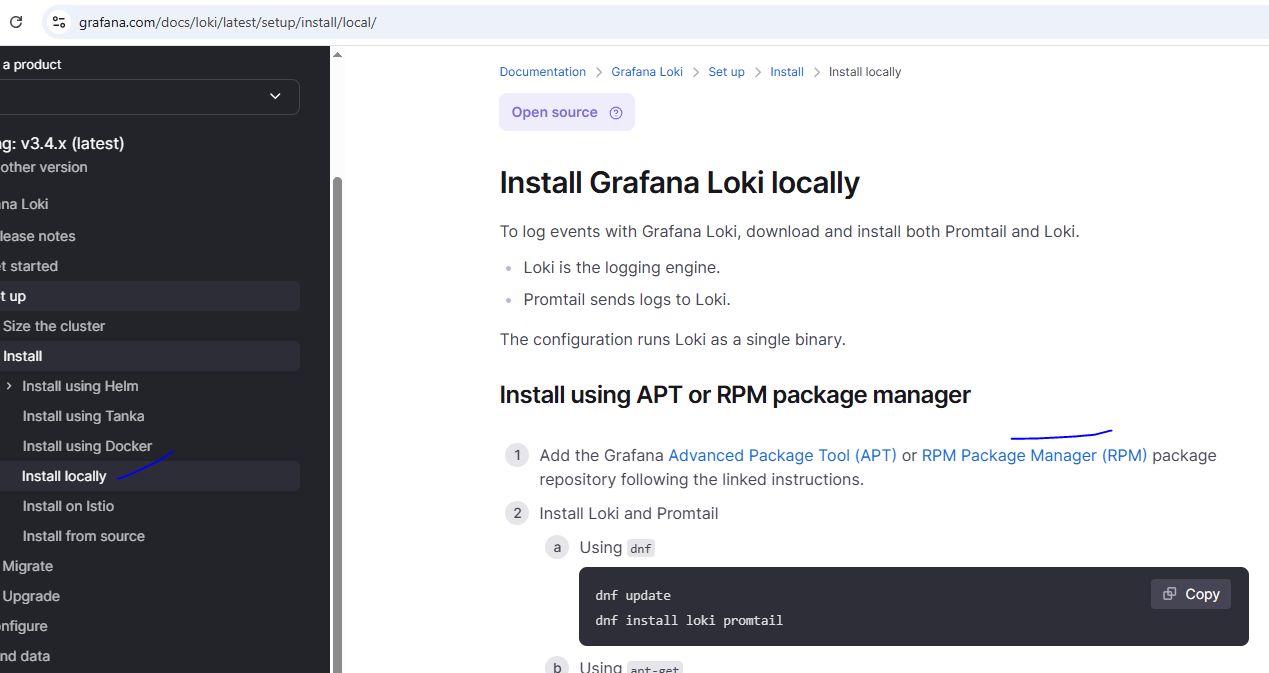 grafana.com/docs/loki/latest/setup/install/local/
a product
g: v3.4.x (latest)
other version
na Loki
lease notes
t started
t up
Size the cluster
Install
Install using Helm
Install using Tanka
Install using Docker
Install locally
Install on Istio
Install from source
Migrate
Upgrade
nfigure
nd data
Documentation > Grafana Loki > Set up > Install > Install locally
Open source
Install Grafana Loki locally
To log events with Grafana Loki, download and install both Promtail and Loki.
• Loki is the logging engine.
• Promtail sends logs to Loki.
The configuration runs Loki as a single binary.
Install using APT or RPM package manager
1 Add the Grafana Advanced Package Tool (APT) or RPM Package Manager (RPM) package
repository following the linked instructions.
2 Install Loki and Promtail
a Using dnf
Copy
dnf update
dnf install loki promtail
b Using apt-get